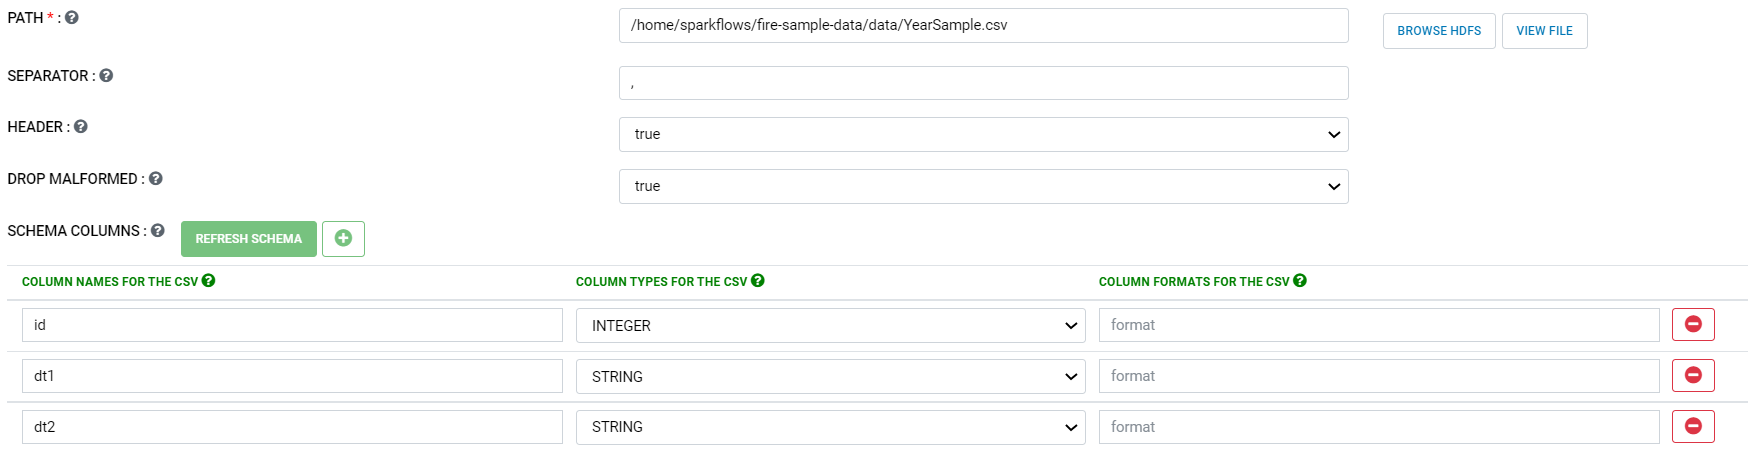 PATH * : ?
/home/sparkflows/fire-sample-data/data/YearSample.csv
BROWSE HDFS
VIEW FILE
SEPARATOR : ?
,
HEADER : ?
true
DROP MALFORMED : ?
true
SCHEMA COLUMNS : ?
REFRESH SCHEMA
COLUMN NAMES FOR THE CSV ? COLUMN TYPES FOR THE CSV ? COLUMN FORMATS FOR THE CSV ?
id INTEGER format
dt1 STRING format
dt2 STRING format